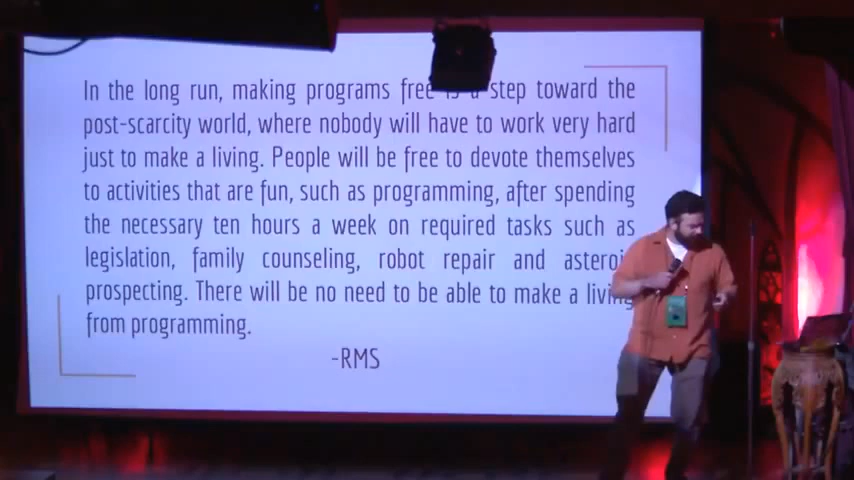 In the long run, making programs free is a step toward the
post-scarcity world, where nobody will have to work very hard
just to make a living. People will be free to devote themselves
to activities that are fun, such as programming, after spending
the necessary ten hours a week on required tasks such as
legislation, family counseling, robot repair and asteroid
prospecting. There will be no need to be able to make a living
from programming.
-RMS